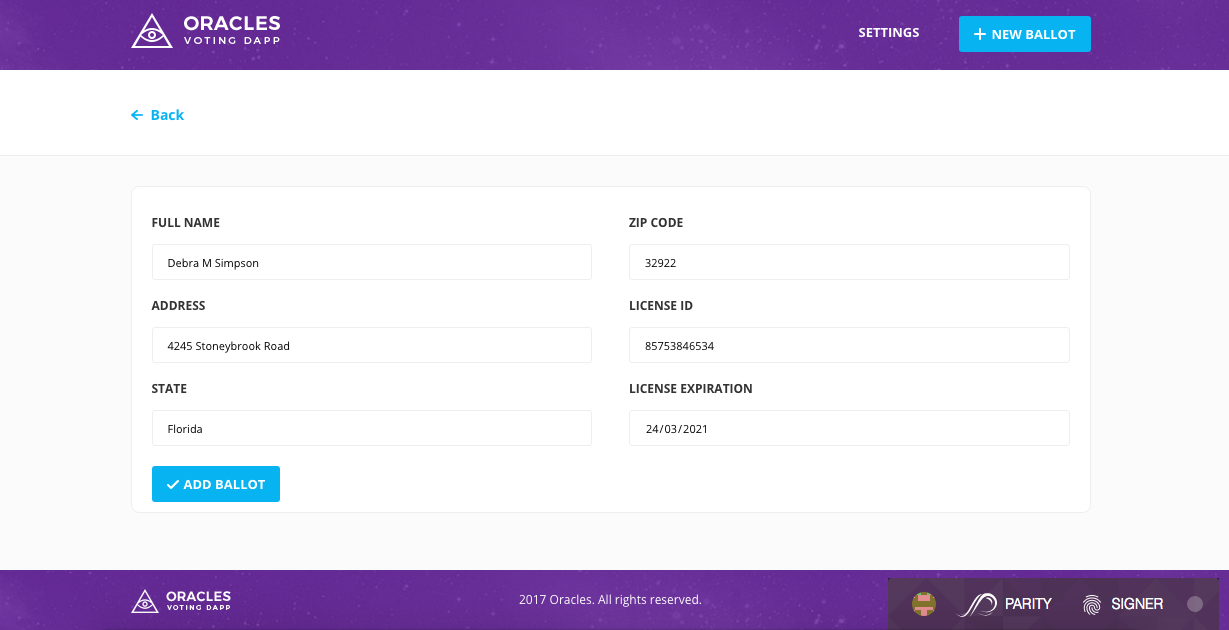 ORACLES
VOTING DAPP
SETTINGS
NEW BALLOT
Back
FULL NAME
Debra M Simpson
ZIP CODE
32922
ADDRESS
4245 Stoneybrook Road
LICENSE ID
85753846534
STATE
Florida
LICENSE EXPIRATION
24/03/2021
ADD BALLOT
ORACLES
VOTING DAPP
2017 Oracles. All rights reserved.
PARITY
SIGNER